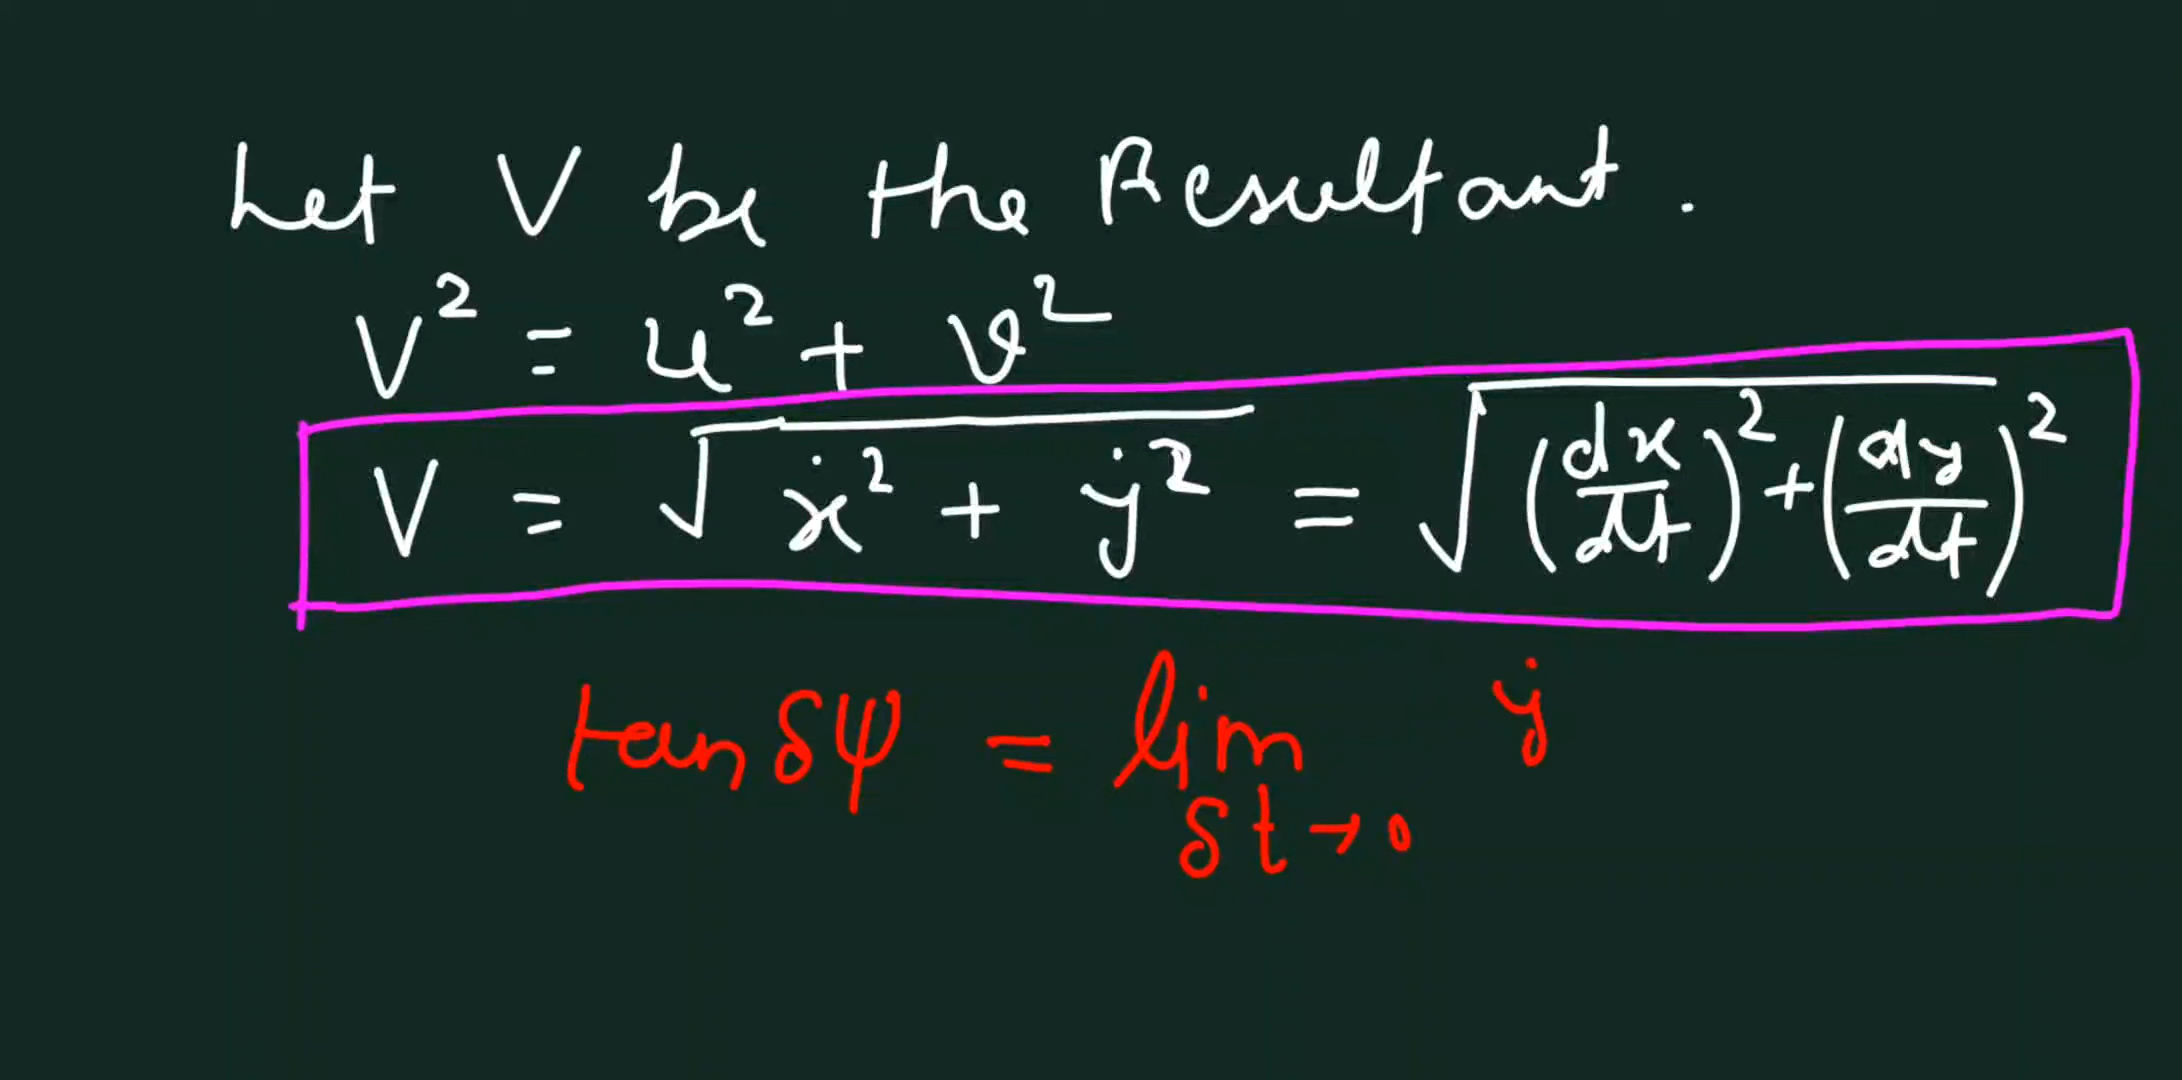 Let V be the Resultant.
V² = u² + v²
V = √(ẋ² + ẏ²) = √((dx/dt)² + (dy/dt)²)
tan δψ = lim ẏ
δt→0